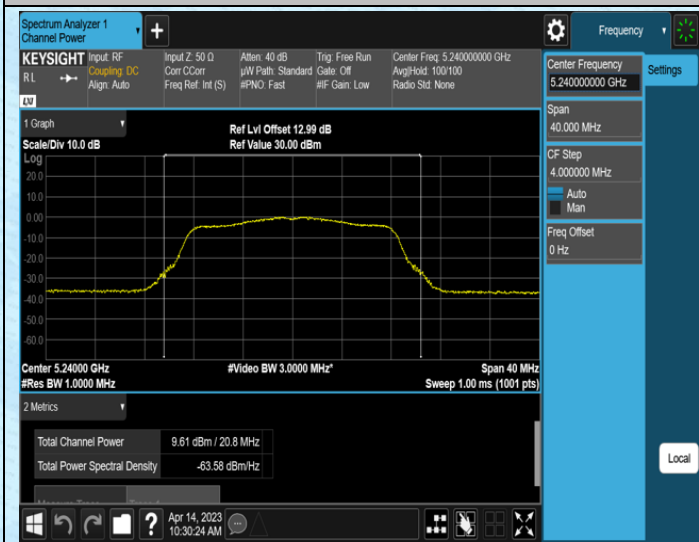 Spectrum Analyzer 1
Channel Power
+
Frequency
KEYSIGHT
R L
LXI
Input: RF
Coupling: DC
Align: Auto
Input Z: 50 Ω
Corr CCorr
Freq Ref: Int (S)
Atten: 40 dB
µW Path: Standard
#PNO: Fast
Trig: Free Run
Gate: Off
#IF Gain: Low
Center Freq: 5.240000000 GHz
Avg|Hold: 100/100
Radio Std: None
Center Frequency
5.240000000 GHz
Settings
Span
40.000 MHz
CF Step
4.000000 MHz
Auto
Man
Freq Offset
0 Hz
1 Graph
Scale/Div 10.0 dB
Ref Lvl Offset 12.99 dB
Ref Value 30.00 dBm
Log
20.0
10.0
0.00
-10.0
-20.0
-30.0
-40.0
-50.0
-60.0
Center 5.24000 GHz
#Video BW 3.0000 MHz*
Span 40 MHz
#Res BW 1.0000 MHz
Sweep 1.00 ms (1001 pts)
2 Metrics
Total Channel Power
9.61 dBm / 20.8 MHz
Total Power Spectral Density
-63.58 dBm/Hz
Local
?
Apr 14, 2023
10:30:24 AM